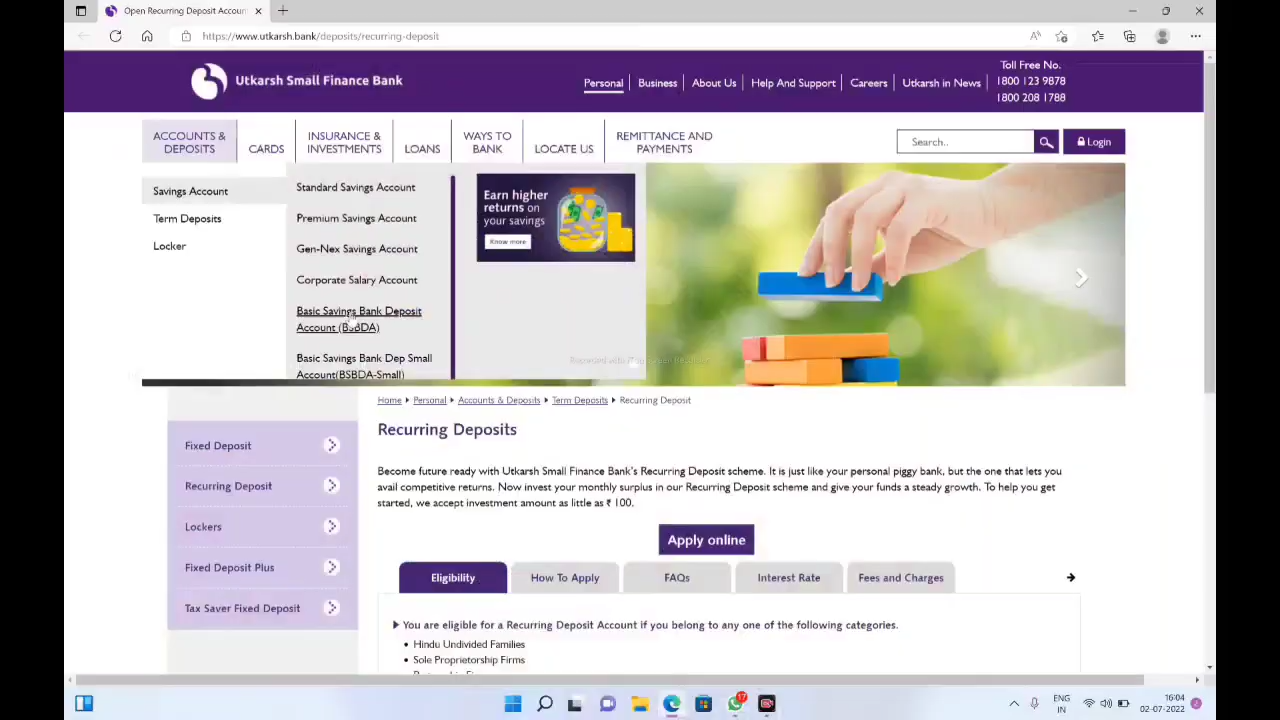 Open Recurring Deposit Accoun
https://www.utkarsh.bank/deposits/recurring-deposit
Utkarsh Small Finance Bank
Personal
Business
About Us
Help And Support
Careers
Utkarsh in News
Toll Free No.
1800 123 9878
1800 208 1788
ACCOUNTS &
DEPOSITS
CARDS
INSURANCE &
INVESTMENTS
LOANS
WAYS TO
BANK
LOCATE US
REMITTANCE AND
PAYMENTS
Search..
Login
Savings Account
Term Deposits
Locker
Standard Savings Account
Premium Savings Account
Gen-Nex Savings Account
Corporate Salary Account
Basic Savings Bank Deposit
Account (BSBDA)
Basic Savings Bank Dep Small
Account(BSBDA-Small)
Earn higher
returns on
your savings
Know more
Recorded with
Home Personal Accounts & Deposits Term Deposits Recurring Deposit
Fixed Deposit
Recurring Deposit
Lockers
Fixed Deposit Plus
Tax Saver Fixed Deposit
Recurring Deposits
Become future ready with Utkarsh Small Finance Bank's Recurring Deposit scheme. It is just like your personal piggy bank, but the one that lets you
avail competitive returns. Now invest your monthly surplus in our Recurring Deposit scheme and give your funds a steady growth. To help you get
started, we accept investment amount as little as ₹ 100.
Apply online
Eligibility
How To Apply
FAQs
Interest Rate
Fees and Charges
You are eligible for a Recurring Deposit Account if you belong to any one of the following categories.
• Hindu Undivided Families
• Sole Proprietorship Firms
17
ENG
IN
16:04
02-07-2022